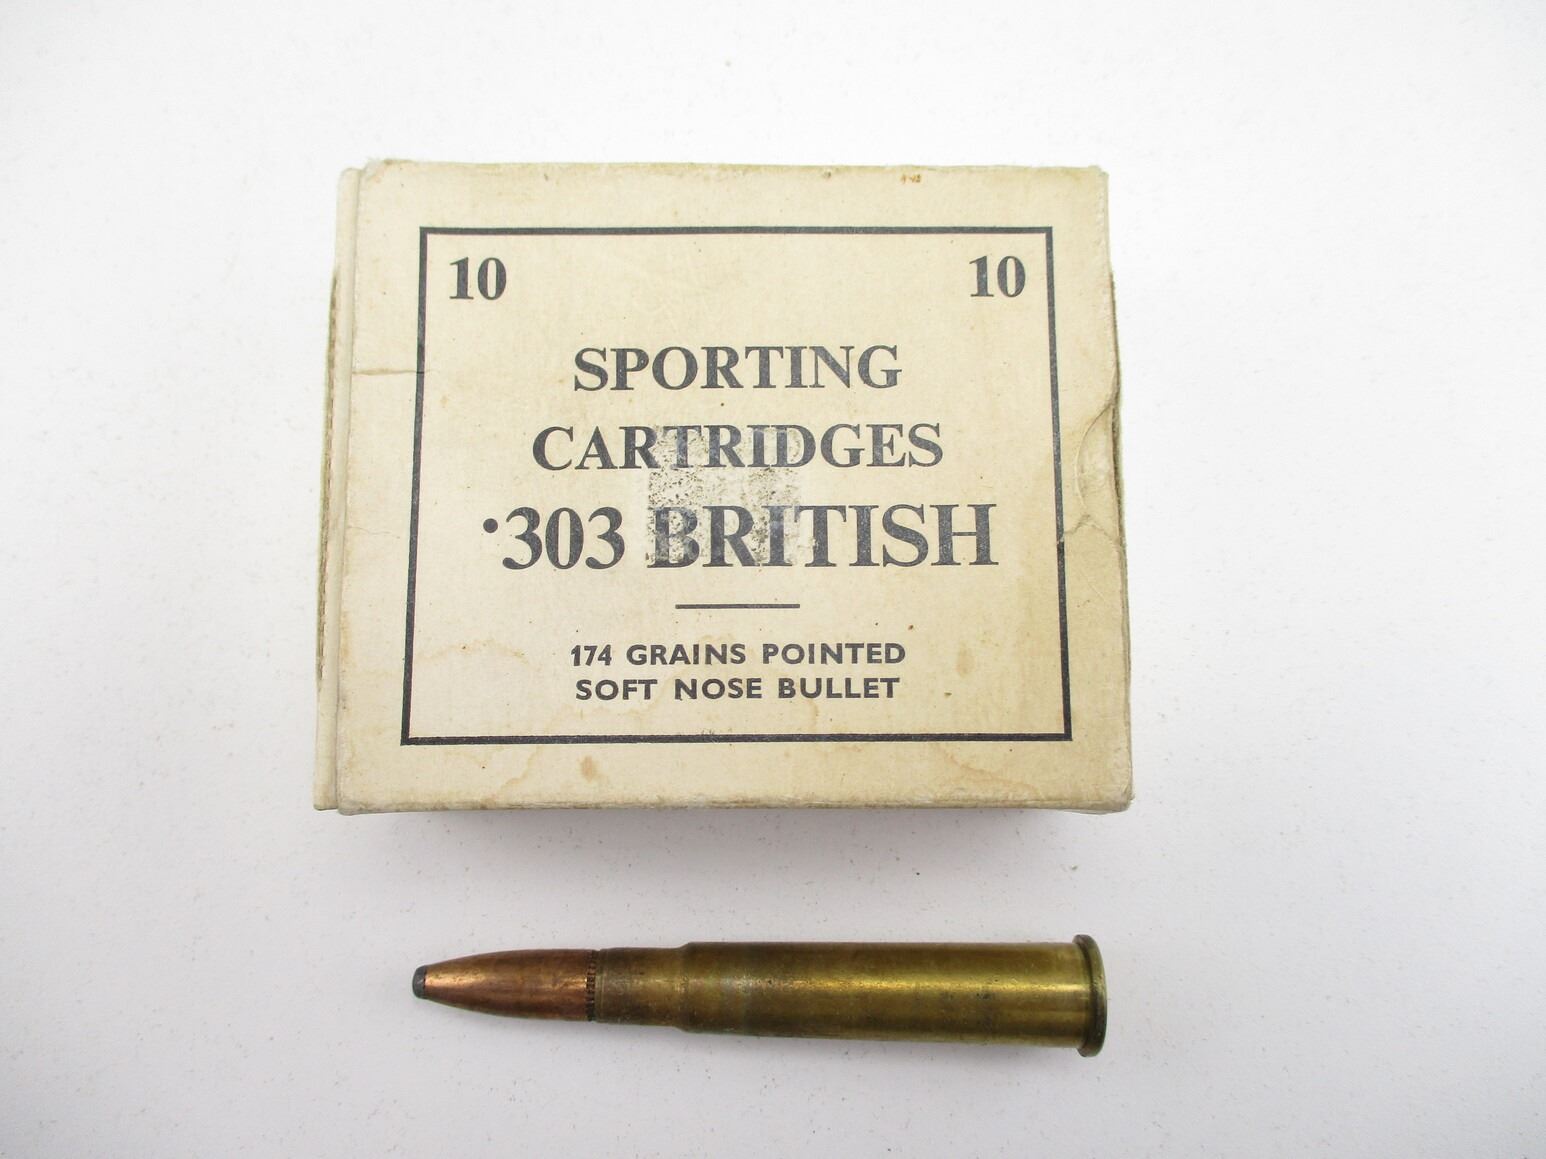 10 10
SPORTING
CARTRIDGES
·303 BRITISH
174 GRAINS POINTED
SOFT NOSE BULLET